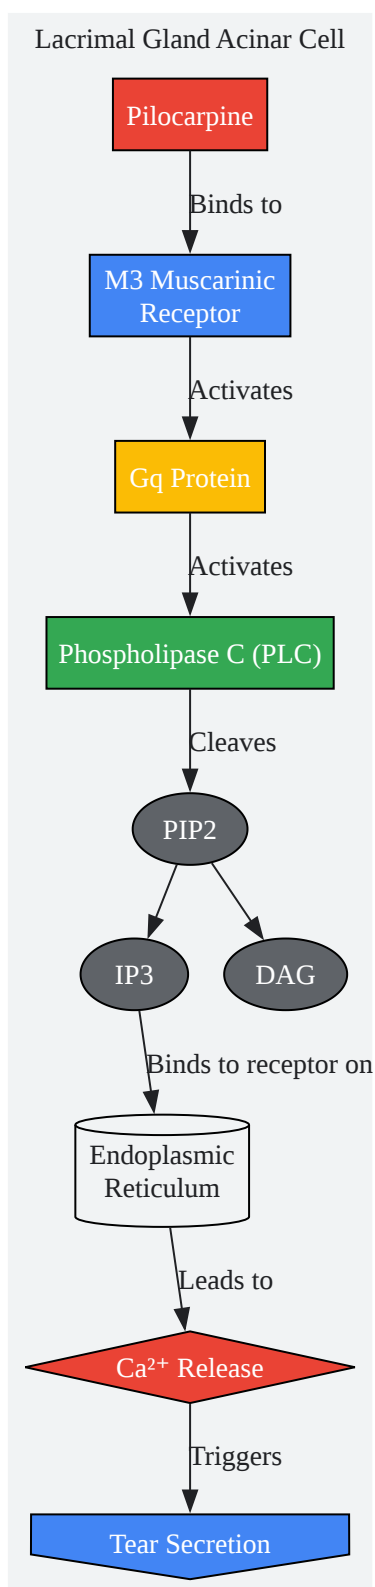 Lacrimal Gland Acinar Cell
Pilocarpine
Binds to
M3 Muscarinic
Receptor
Activates
Gq Protein
Activates
Phospholipase C (PLC)
Cleaves
PIP2
IP3
DAG
Binds to receptor on
Endoplasmic
Reticulum
Leads to
Ca²⁺ Release
Triggers
Tear Secretion